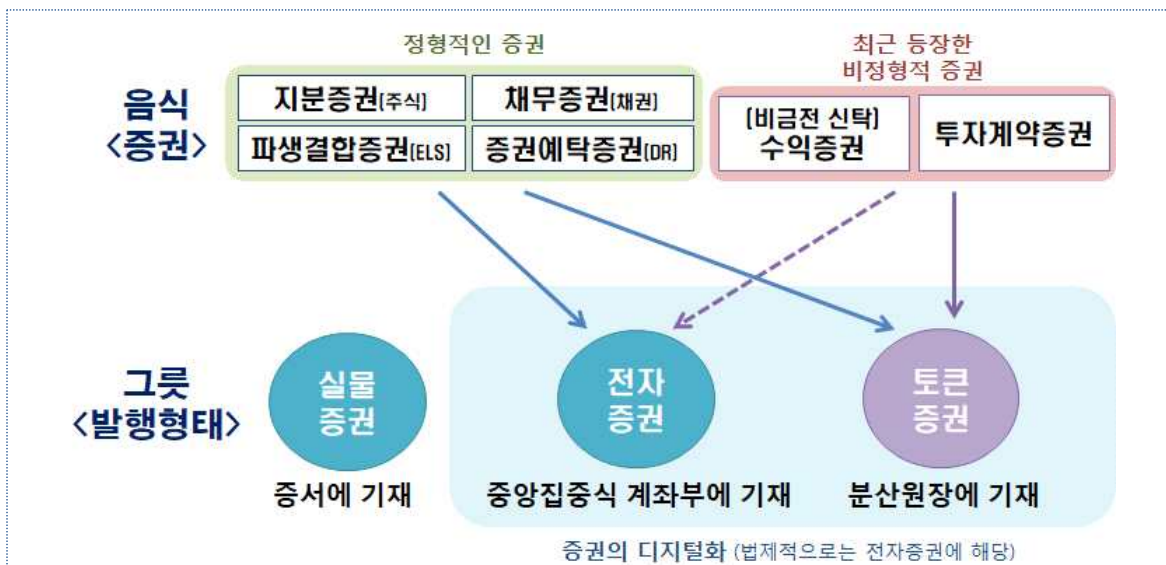 정형적인 증권
최근 등장한
비정형적 증권
음식
<증권>
지분증권(주식)
채무증권(채권)
파생결합증권(ELS)
증권예탁증권(DR)
(비금전 신탁)
수익증권
투자계약증권
그릇
<발행형태>
실물
증권
전자
증권
토큰
증권
증서에 기재
중앙집중식 계좌부에 기재
분산원장에 기재
증권의 디지털화 (법제적으로는 전자증권에 해당)